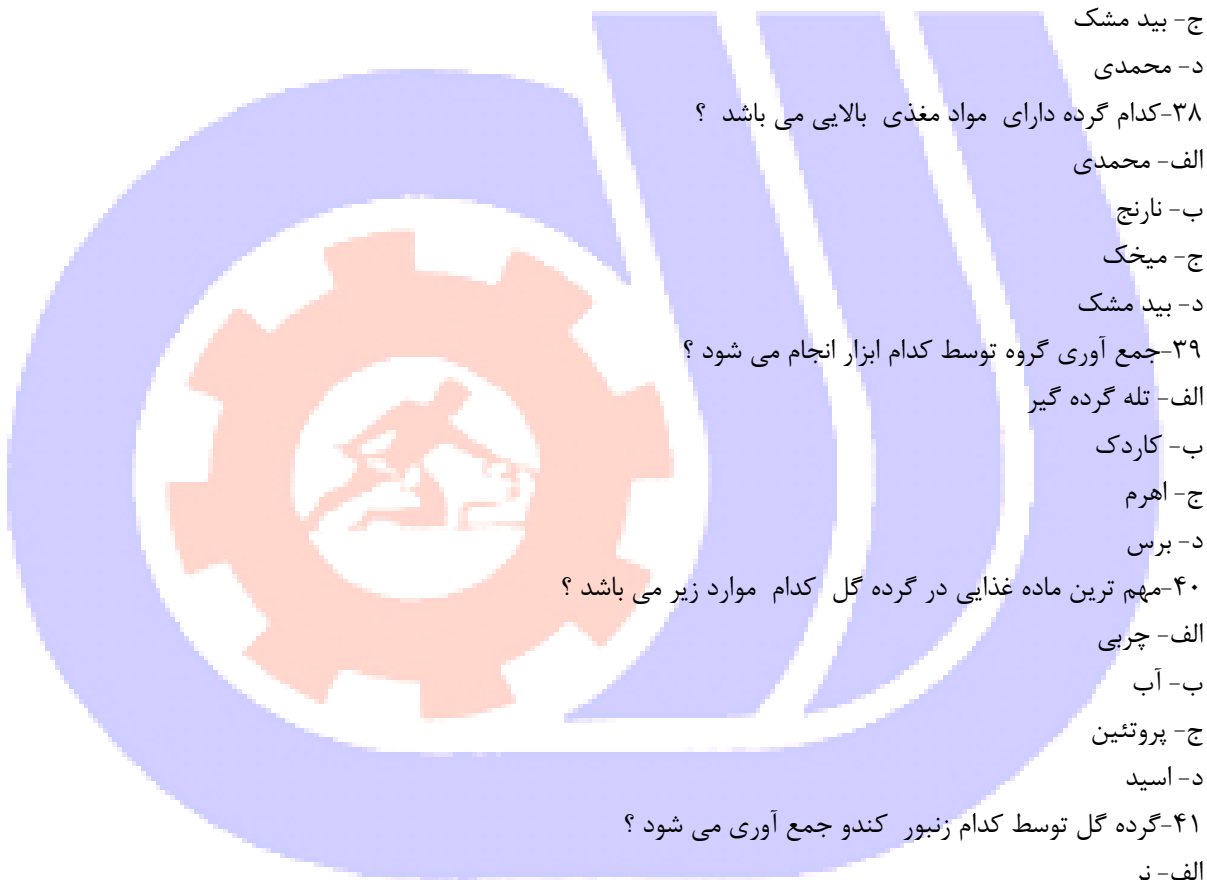 ج- بید مشک
د- محمدی
۳۸-کدام گرده دارای مواد مغذی بالایی می باشد ؟
الف- محمدی
ب- نارنج
ج- میخک
د- بید مشک
۳۹-جمع آوری گروه توسط کدام ابزار انجام می شود ؟
الف- تله گرده گیر
ب- کاردک
ج- اهرم
د- برس
۴۰-مهم ترین ماده غذایی در گرده گل کدام موارد زیر می باشد ؟
الف- چربی
ب- آب
ج- پروتئین
د- اسید
۴۱-گرده گل توسط کدام زنبور کندو جمع آوری می شود ؟
الف- نر